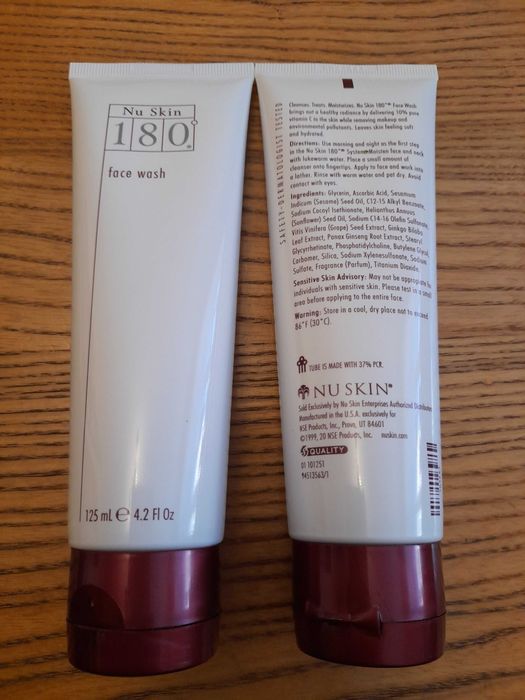 Nu Skin
180°
face wash
125 mL e 4.2 Fl Oz
SAFETY-DERMATOLOGIST TESTED
Cleanses. Treats. Moisturizes. Nu Skin 180°® Face Wash
brings out a healthy radiance by delivering 10% pure
vitamin C to the skin while removing makeup and
environmental pollutants. Leaves skin feeling soft
and hydrated.
Directions: Use morning and night as the first step
in the Nu Skin 180°® System. Moisten face and neck
with lukewarm water. Place a small amount of
cleanser onto fingertips. Apply to face and work into
a lather. Rinse with warm water and pat dry. Avoid
contact with eyes.
Ingredients: Glycerin, Ascorbic Acid, Sesamum
Indicum (Sesame) Seed Oil, C12-15 Alkyl Benzoate,
Sodium Cocoyl Isethionate, Helianthus Annuus
(Sunflower) Seed Oil, Sodium C14-16 Olefin Sulfonate,
Vitis Vinifera (Grape) Seed Extract, Ginkgo Biloba
Leaf Extract, Panax Ginseng Root Extract, Stearyl
Glycyrrhetinate, Phosphatidylcholine, Butylene Glycol,
Carbomer, Silica, Sodium Xylenesulfonate, Sodium
Sulfate, Fragrance (Parfum), Titanium Dioxide.
Sensitive Skin Advisory: May not be appropriate for
individuals with sensitive skin. Please test in a small
area before applying to the entire face.
Warning: Store in a cool, dry place not to exceed
86°F (30°C).
TUBE IS MADE WITH 37% PCR.
NU SKIN®
Sold Exclusively by Nu Skin Enterprises Authorized Distributors
Manufactured in the U.S.A. exclusively for
NSE Products, Inc., Provo, UT 84601
©1999, 20 NSE Products, Inc. nuskin.com
QUALITY
01 101251
94513563/1